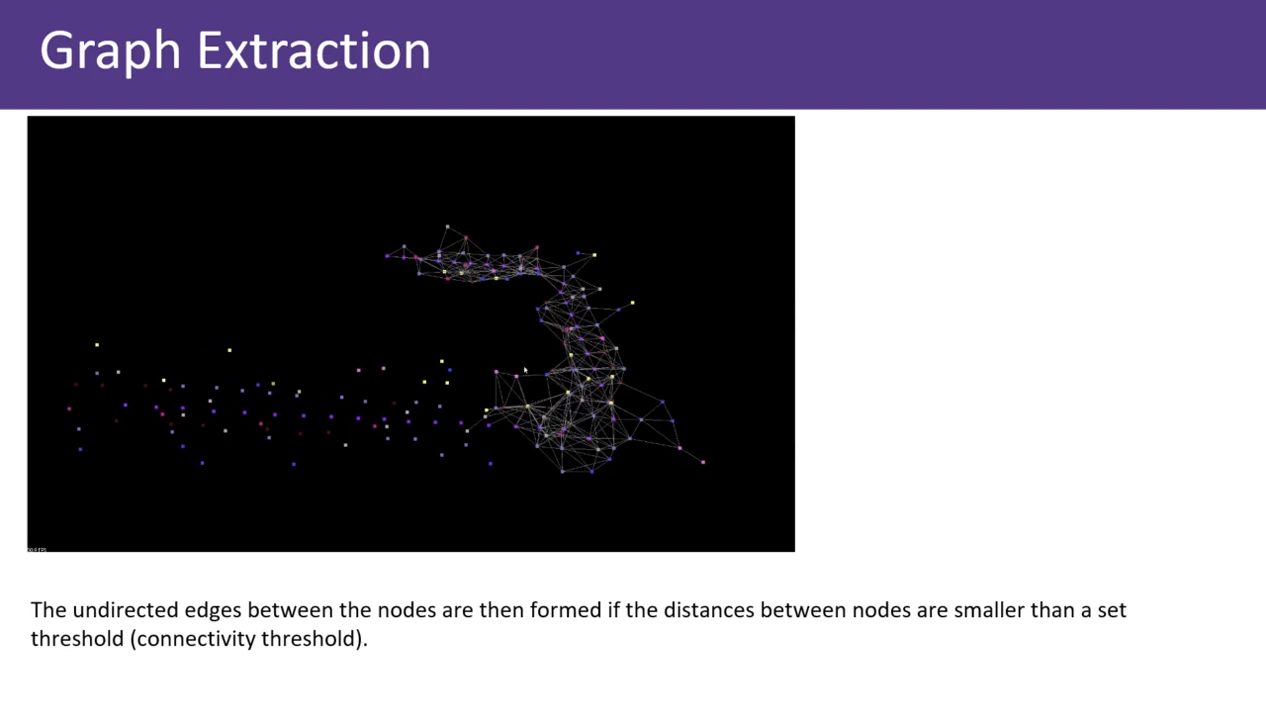 Graph Extraction
The undirected edges between the nodes are then formed if the distances between nodes are smaller than a set
threshold (connectivity threshold).